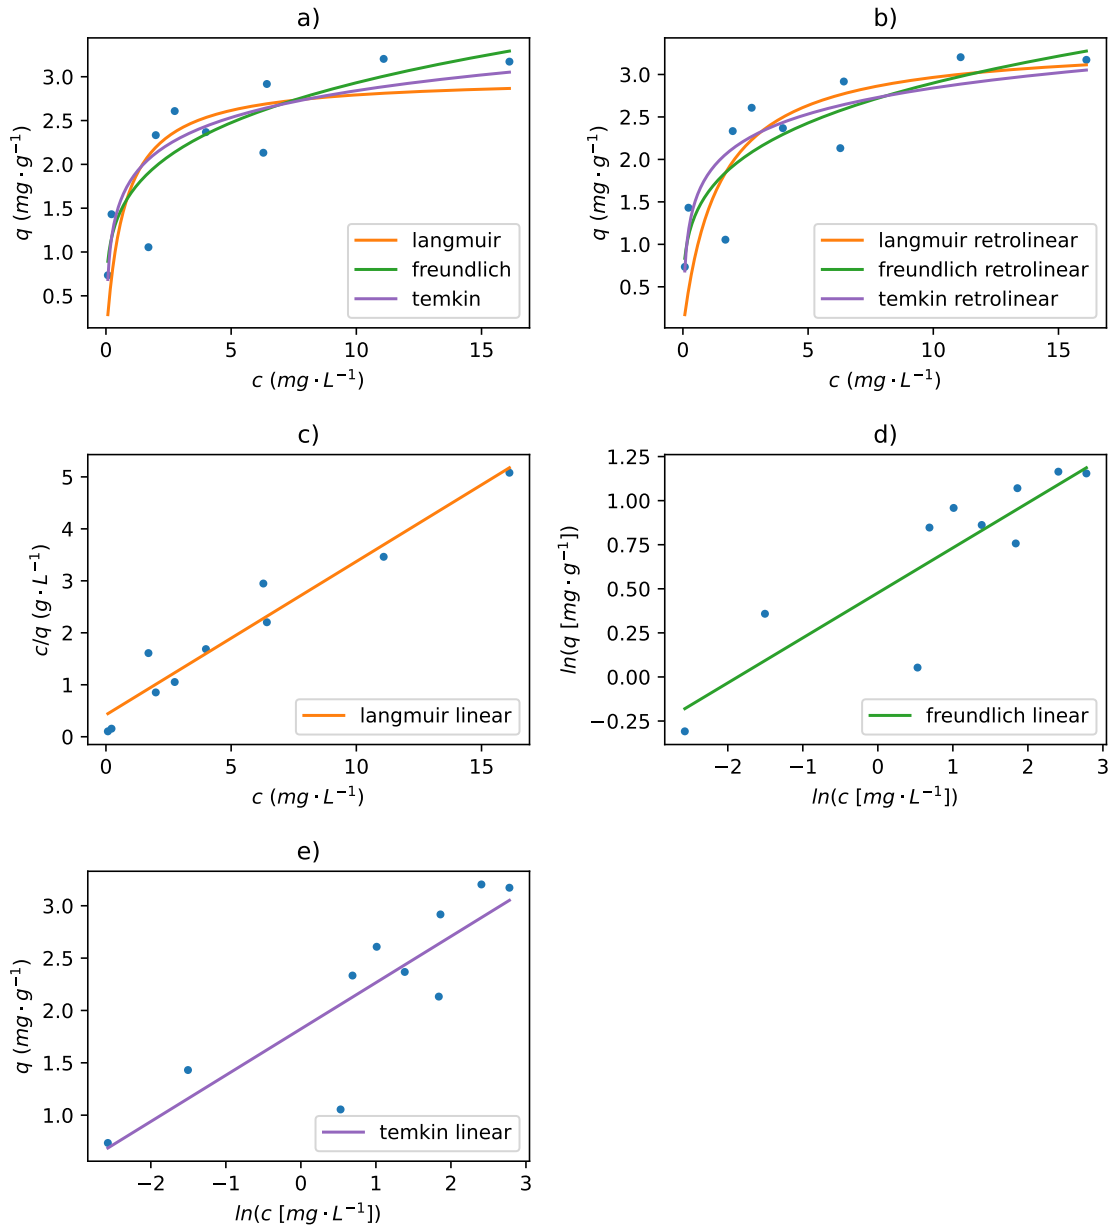 a)
3.0
2.5
2.0
1.5
1.0
0.5
q (mg · g⁻¹)
langmuir
freundlich
temkin
0 5 10 15
c (mg · L⁻¹)
b)
3.0
2.5
2.0
1.5
1.0
0.5
q (mg · g⁻¹)
langmuir retrolinear
freundlich retrolinear
temkin retrolinear
0 5 10 15
c (mg · L⁻¹)
c)
5
4
3
2
1
0
c/q (g · L⁻¹)
langmuir linear
0 5 10 15
c (mg · L⁻¹)
d)
1.25
1.00
0.75
0.50
0.25
0.00
−0.25
ln(q [mg · g⁻¹])
freundlich linear
−2 −1 0 1 2 3
ln(c [mg · L⁻¹])
e)
3.0
2.5
2.0
1.5
1.0
q (mg · g⁻¹)
temkin linear
−2 −1 0 1 2 3
ln(c [mg · L⁻¹])